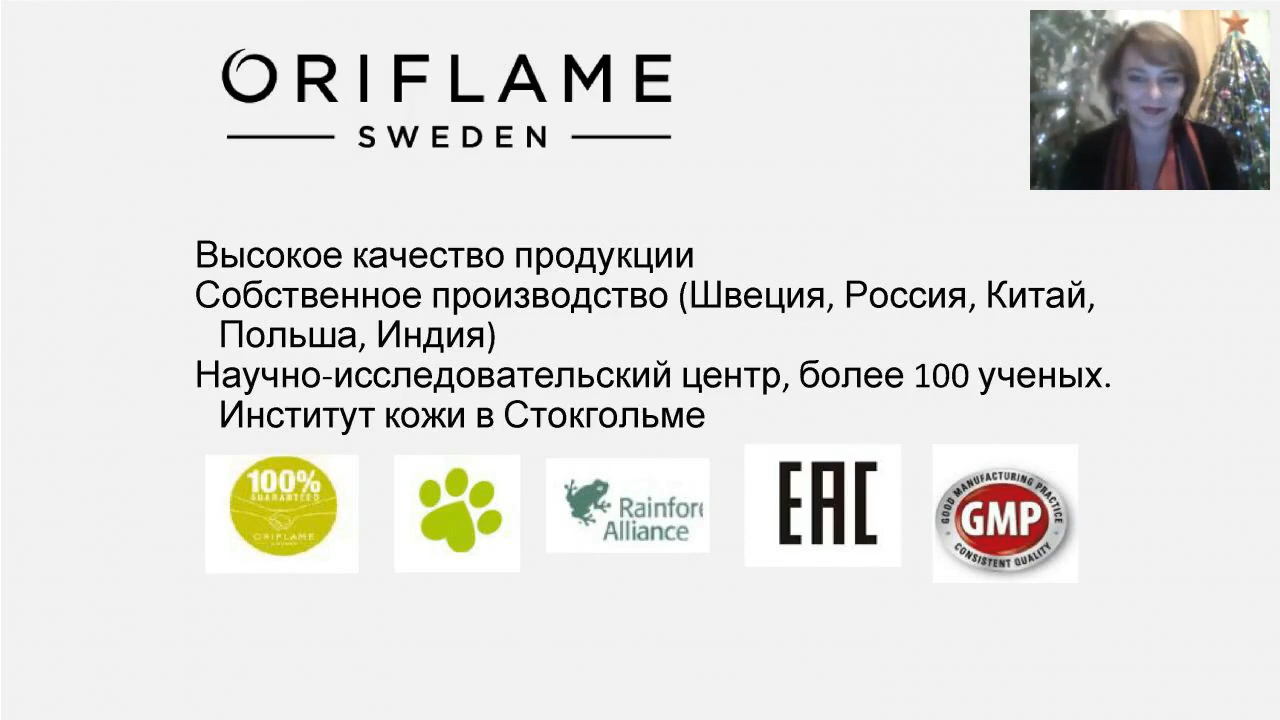 ORIFLAME
SWEDEN
Высокое качество продукции
Собственное производство (Швеция, Россия, Китай,
Польша, Индия)
Научно-исследовательский центр, более 100 ученых.
Институт кожи в Стокгольме
100%
GUARANTEED
ORIFLAME
Rainfore
Alliance
EAC
GOOD MANUFACTURING PRACTICE
GMP
CONSISTENT QUALITY